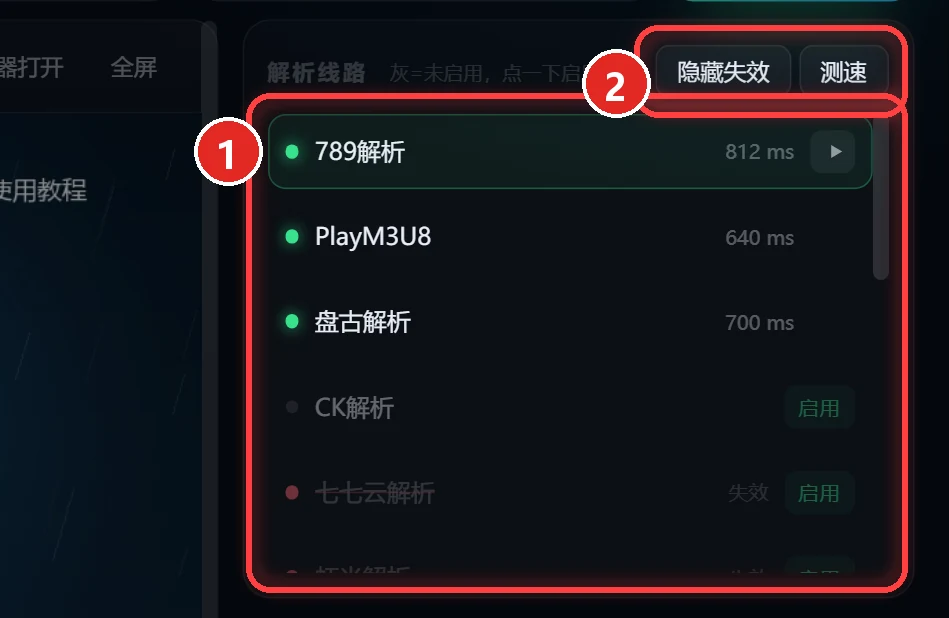 器打开 全屏
解析线路 灰=未启用，点一下启
2 隐藏失效 测速
1 789解析 812 ms
使用教程
PlayM3U8 640 ms
盘古解析 700 ms
CK解析 启用
七七云解析 失效 启用